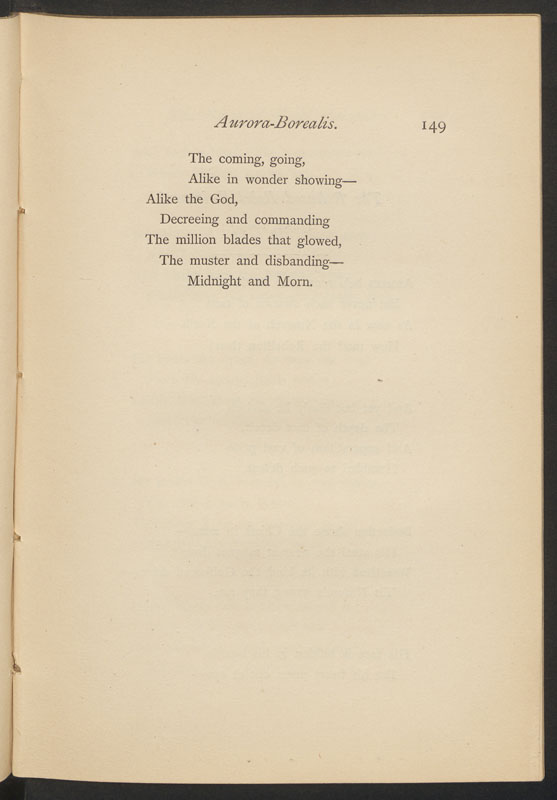 Aurora-Borealis. 149
The coming, going,
Alike in wonder showing—
Alike the God,
Decreeing and commanding
The million blades that glowed,
The muster and disbanding—
Midnight and Morn.